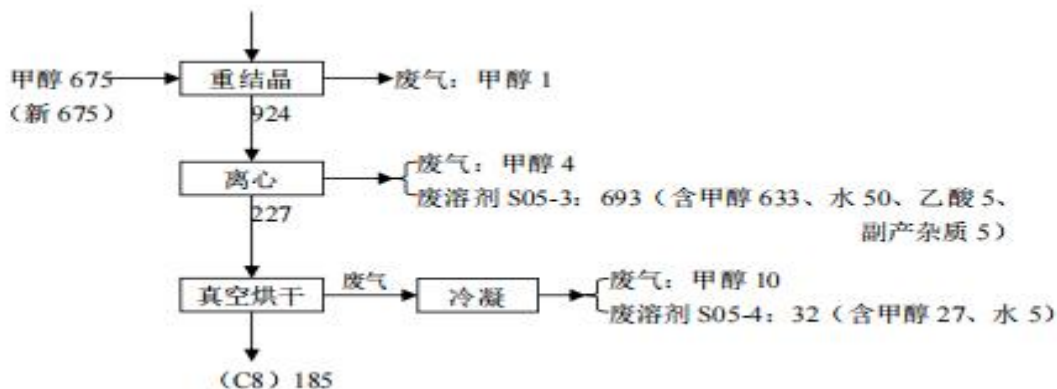 甲醇 675
（新 675）
重结晶
废气：甲醇 1
924
离心
废气：甲醇 4
废溶剂 S05-3：693（含甲醇 633、水 50、乙酸 5、
副产杂质 5）
227
真空烘干
废气
冷凝
废气：甲醇 10
废溶剂 S05-4：32（含甲醇 27、水 5）
（C8）185